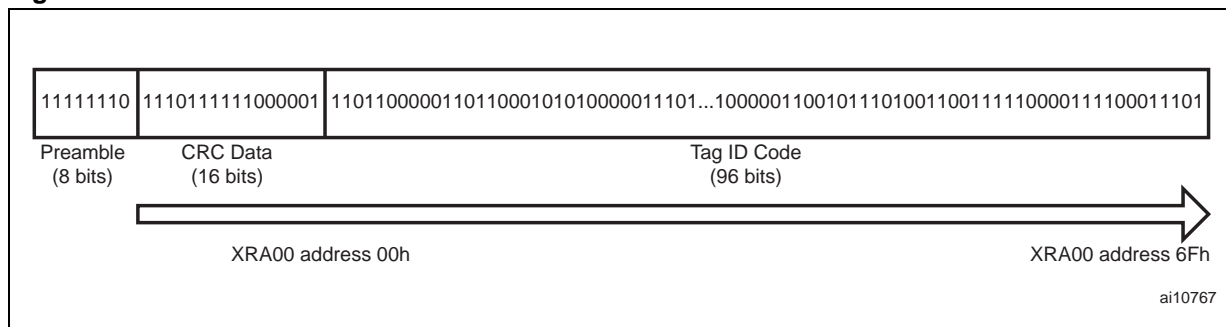 11111110 1110111111000001 110110000011011000101010000011101...10000011001011101001100111110000111100011101
Preamble CRC Data Tag ID Code
(8 bits) (16 bits) (96 bits)
XRA00 address 00h XRA00 address 6Fh
ai10767